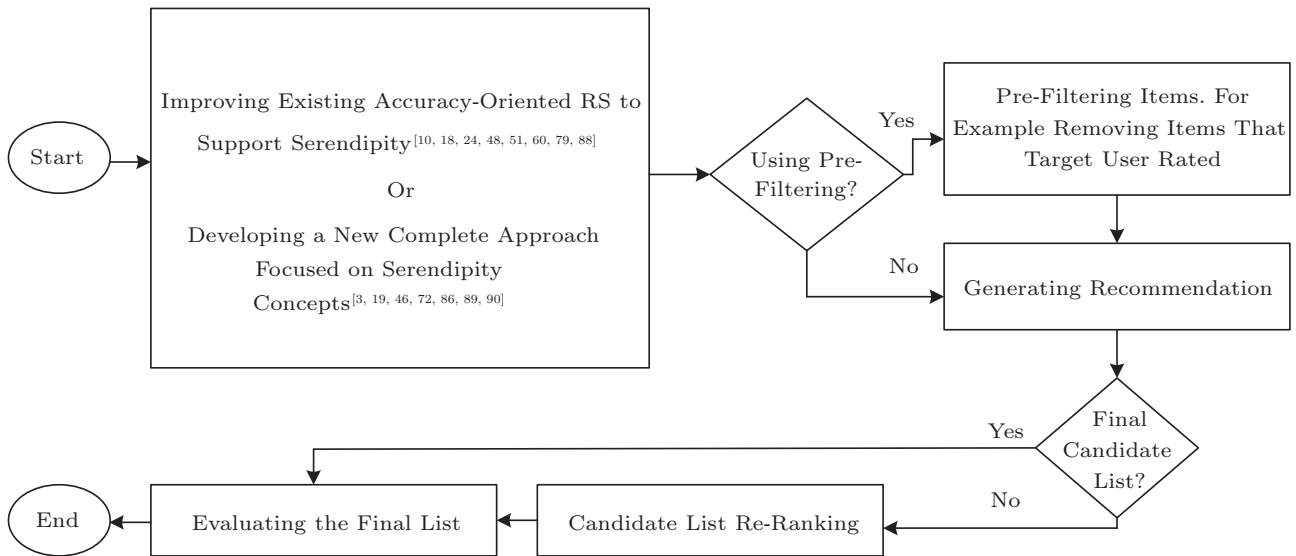 Start
Improving Existing Accuracy-Oriented RS to
Support Serendipity[10, 18, 24, 48, 51, 60, 79, 88]
Or
Developing a New Complete Approach
Focused on Serendipity
Concepts[3, 19, 46, 72, 86, 89, 90]
Using Pre-
Filtering?
Yes
No
Pre-Filtering Items. For
Example Removing Items That
Target User Rated
Generating Recommendation
Final
Candidate
List?
Yes
No
Candidate List Re-Ranking
Evaluating the Final List
End